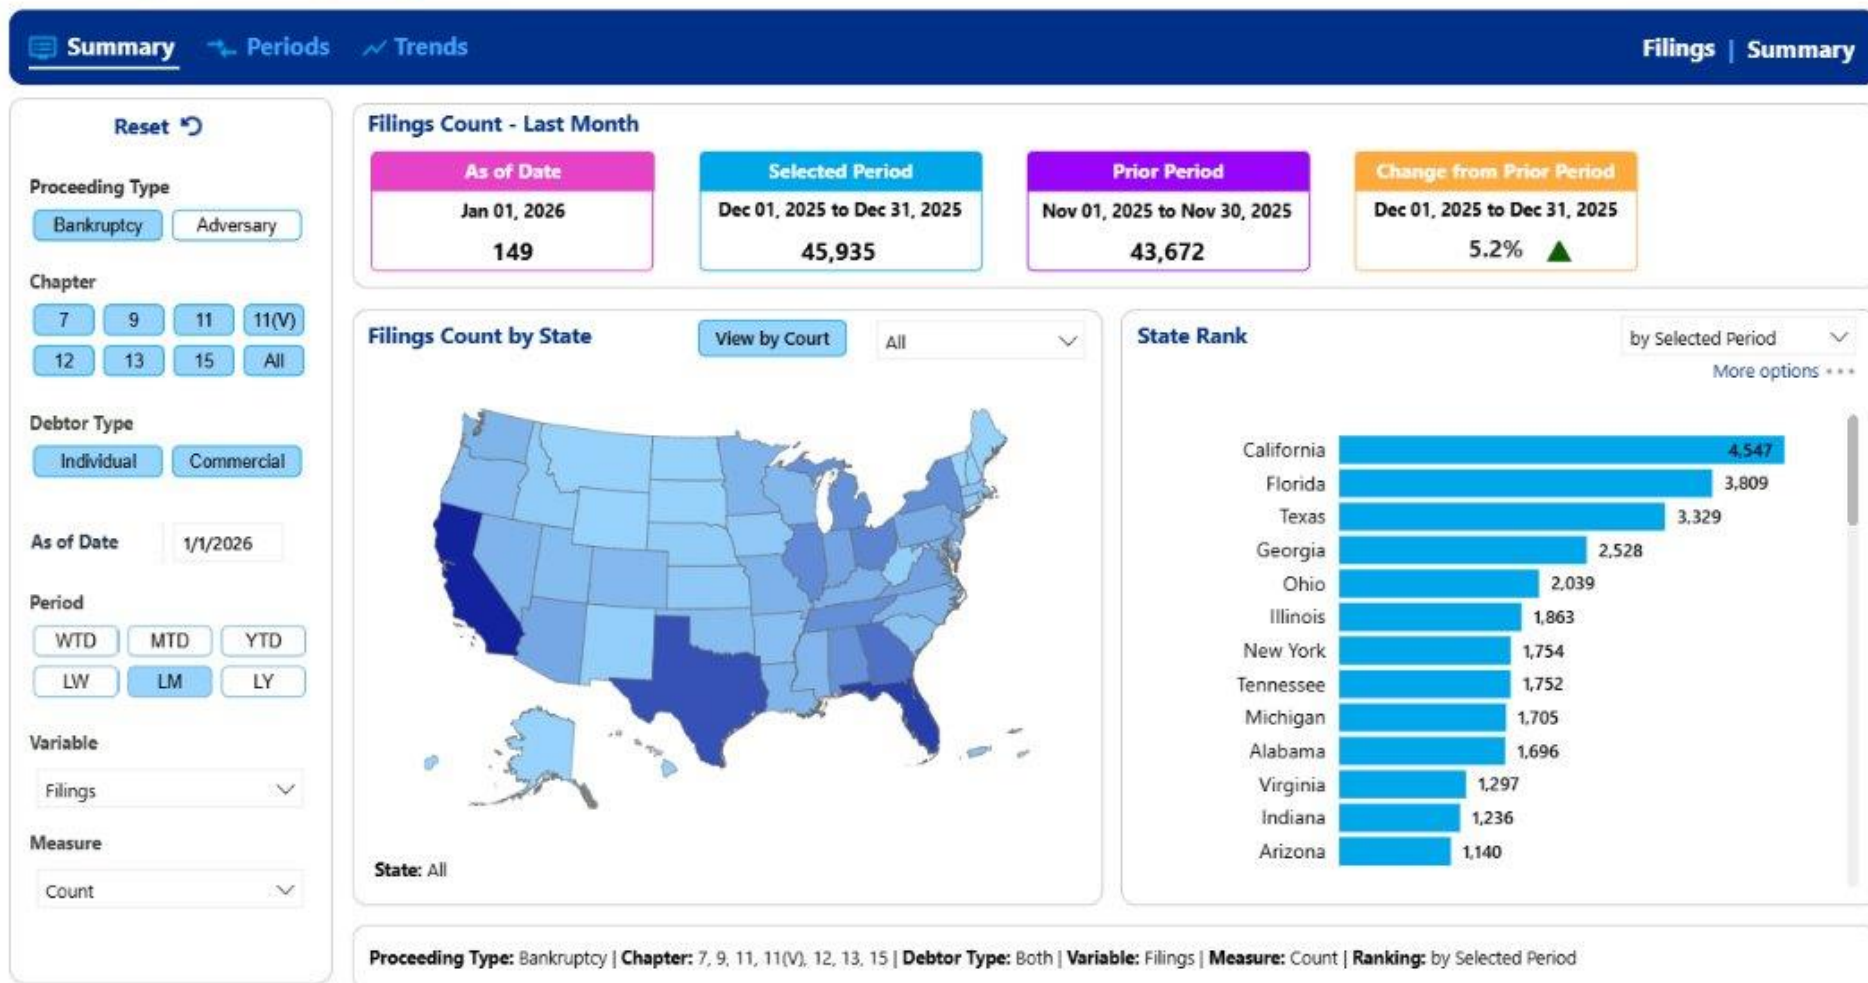 Summary Periods Trends Filings | Summary
Reset
Proceeding Type
Bankruptcy Adversary
Chapter
7 9 11 11(V)
12 13 15 All
Debtor Type
Individual Commercial
As of Date 1/1/2026
Period
WTD MTD YTD
LW LM LY
Variable
Filings
Measure
Count
Filings Count - Last Month
As of Date
Jan 01, 2026
149
Selected Period
Dec 01, 2025 to Dec 31, 2025
45,935
Prior Period
Nov 01, 2025 to Nov 30, 2025
43,672
Change from Prior Period
Dec 01, 2025 to Dec 31, 2025
5.2%
Filings Count by State View by Court All
State: All
State Rank by Selected Period
More options
California 4,547
Florida 3,809
Texas 3,329
Georgia 2,528
Ohio 2,039
Illinois 1,863
New York 1,754
Tennessee 1,752
Michigan 1,705
Alabama 1,696
Virginia 1,297
Indiana 1,236
Arizona 1,140
Proceeding Type: Bankruptcy | Chapter: 7, 9, 11, 11(V), 12, 13, 15 | Debtor Type: Both | Variable: Filings | Measure: Count | Ranking: by Selected Period